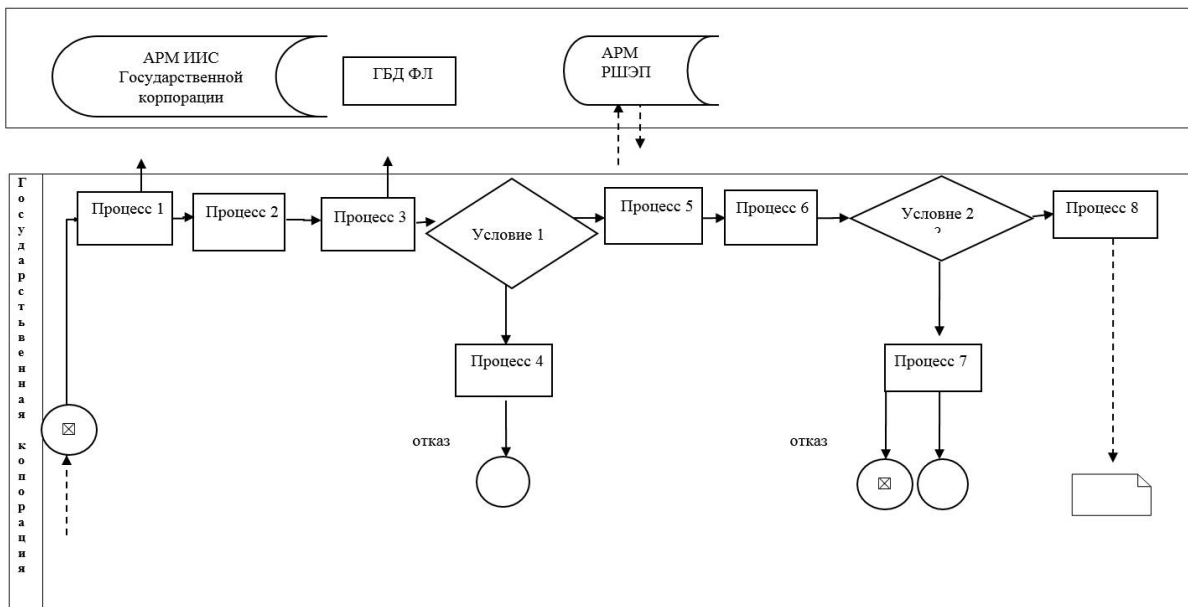 АРМ ИИС
Государственной
корпорации
ГБД ФЛ
АРМ
РШЭП
Государстьвенная копорация
Процесс 1
Процесс 2
Процесс 3
Условие 1
Процесс 5
Процесс 6
Условие 2
Процесс 8
Процесс 4
Процесс 7
отказ
отказ